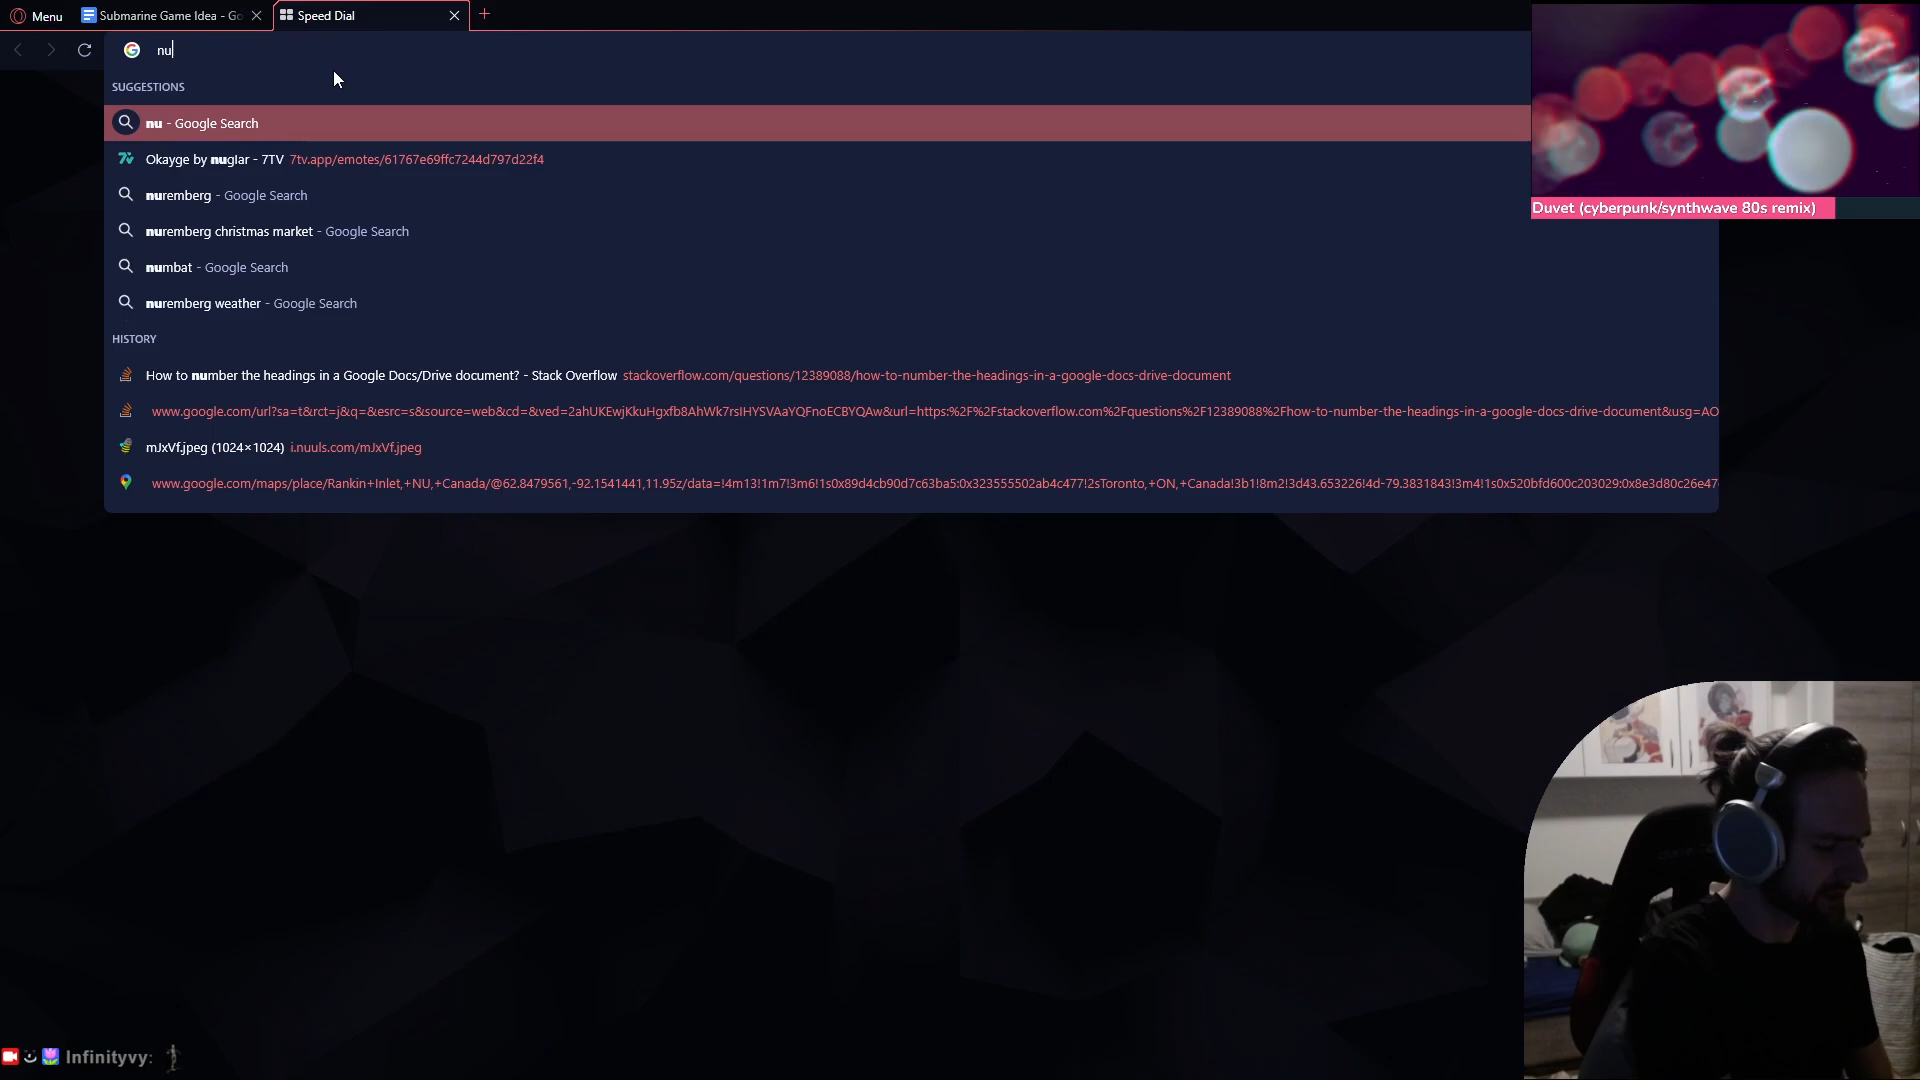 Menu
Submarine Game Idea - Go
Speed Dial
nu
SUGGESTIONS
nu - Google Search
Okayge by nuglar - 7TV 7tv.app/emotes/61767e69ffc7244d797d22f4
nuremberg - Google Search
nuremberg christmas market - Google Search
numbat - Google Search
nuremberg weather - Google Search
HISTORY
How to number the headings in a Google Docs/Drive document? - Stack Overflow stackoverflow.com/questions/12389088/how-to-number-the-headings-in-a-google-docs-drive-document
www.google.com/url?sa=t&rct=j&q=&esrc=s&source=web&cd=&ved=2ahUKEwjKkuHgxfb8AhWk7rsIHYSVAaYQFnoECBYQAw&url=https:%2F%2Fstackoverflow.com%2Fquestions%2F12389088%2Fhow-to-number-the-headings-in-a-google-docs-drive-document&usg=AO
mJxVf.jpeg (1024×1024) i.nuuls.com/mJxVf.jpeg
www.google.com/maps/place/Rankin+Inlet,+NU,+Canada/@62.8479561,-92.1541441,11.95z/data=!4m13!1m7!3m6!1s0x89d4cb90d7c63ba5:0x323555502ab4c477!2sToronto,+ON,+Canada!3b1!8m2!3d43.653226!4d-79.3831843!3m4!1s0x520bfd600c203029:0x8e3d80c26e47
Duvet (cyberpunk/synthwave 80s remix)
Infinityvy: